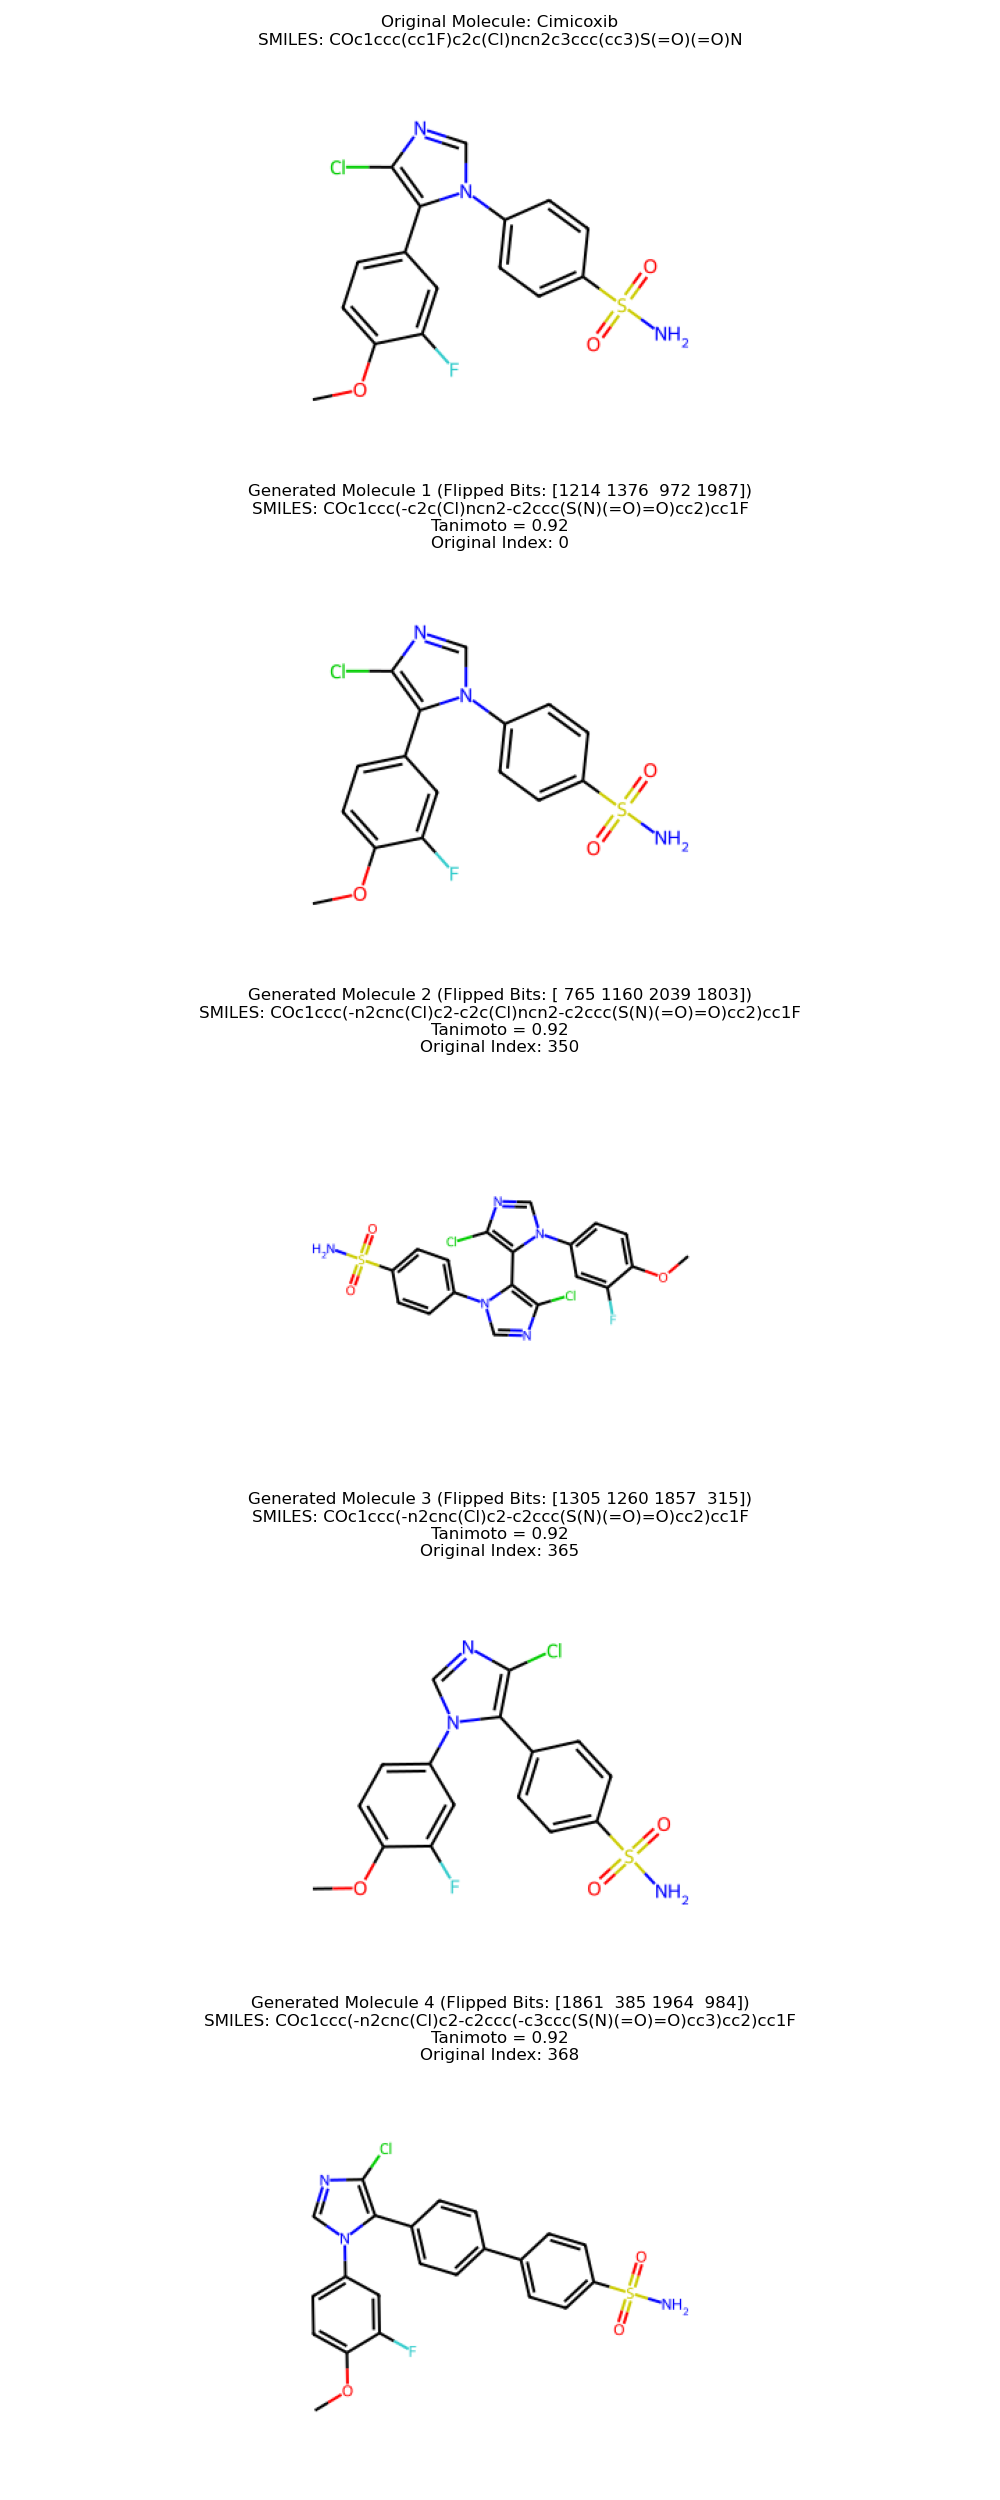 Original Molecule: Cimicoxib
SMILES: COc1ccc(cc1F)c2c(Cl)ncn2c3ccc(cc3)S(=O)(=O)N
N
Cl
N
O
S
O
NH2
F
O
Generated Molecule 1 (Flipped Bits: [1214 1376  972 1987])
SMILES: COc1ccc(-c2c(Cl)ncn2-c2ccc(S(N)(=O)=O)cc2)cc1F
Tanimoto = 0.92
Original Index: 0
N
Cl
N
O
S
O
NH2
F
O
Generated Molecule 2 (Flipped Bits: [ 765 1160 2039 1803])
SMILES: COc1ccc(-n2cnc(Cl)c2-c2c(Cl)ncn2-c2ccc(S(N)(=O)=O)cc2)cc1F
Tanimoto = 0.92
Original Index: 350
N
O
N
Cl
H2N
S
O
O
Cl
N
F
N
Generated Molecule 3 (Flipped Bits: [1305 1260 1857  315])
SMILES: COc1ccc(-n2cnc(Cl)c2-c2ccc(S(N)(=O)=O)cc2)cc1F
Tanimoto = 0.92
Original Index: 365
N
Cl
N
O
S
O
F
O
NH2
Generated Molecule 4 (Flipped Bits: [1861  385 1964  984])
SMILES: COc1ccc(-n2cnc(Cl)c2-c2ccc(-c3ccc(S(N)(=O)=O)cc3)cc2)cc1F
Tanimoto = 0.92
Original Index: 368
Cl
N
N
O
S
NH2
O
F
O